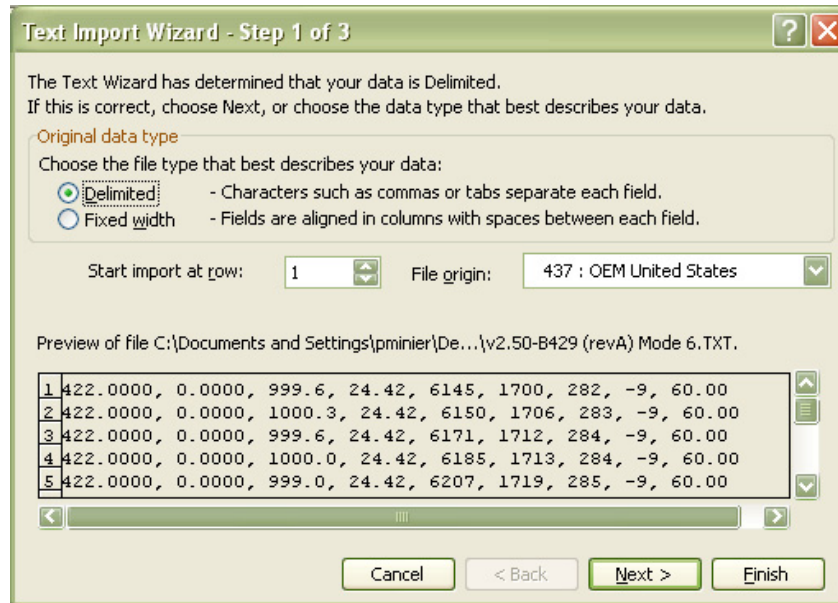 Text Import Wizard - Step 1 of 3
The Text Wizard has determined that your data is Delimited.
If this is correct, choose Next, or choose the data type that best describes your data.
Original data type
Choose the file type that best describes your data:
Delimited - Characters such as commas or tabs separate each field.
Fixed width - Fields are aligned in columns with spaces between each field.
Start import at row: 1 File origin: 437 : OEM United States
Preview of file C:\Documents and Settings\pminier\De...\v2.50-B429 (revA) Mode 6.TXT.
1 422.0000, 0.0000, 999.6, 24.42, 6145, 1700, 282, -9, 60.00
2 422.0000, 0.0000, 1000.3, 24.42, 6150, 1706, 283, -9, 60.00
3 422.0000, 0.0000, 999.6, 24.42, 6171, 1712, 284, -9, 60.00
4 422.0000, 0.0000, 1000.0, 24.42, 6185, 1713, 284, -9, 60.00
5 422.0000, 0.0000, 999.0, 24.42, 6207, 1719, 285, -9, 60.00
Cancel < Back Next > Finish